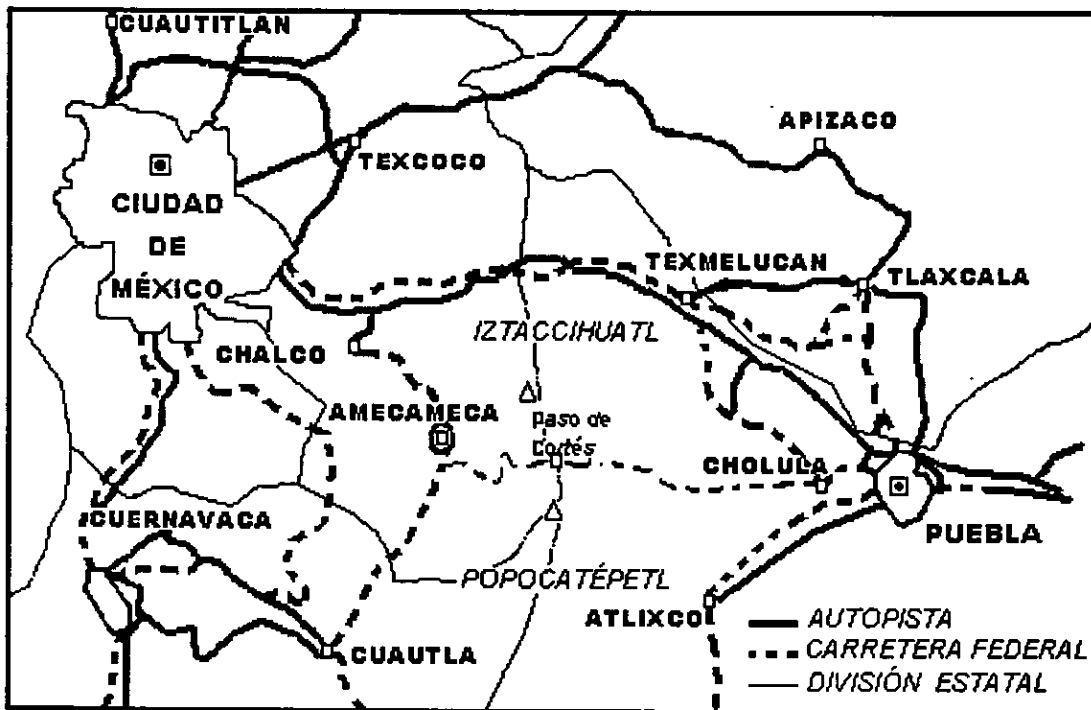 CUAUTITLAN
APIZACO
TEXCOCO
CIUDAD
DE
MÉXICO
TEXMELUCAN
TLAXCALA
IZTACCIHUATL
CHALCO
AMECAMECA
Paso de
Cortés
CHOLULA
CUERNAVACA
PUEBLA
POPOCATÉPETL
ATLIXCO
CUAUTLA
AUTOPISTA
CARRETERA FEDERAL
DIVISIÓN ESTATAL